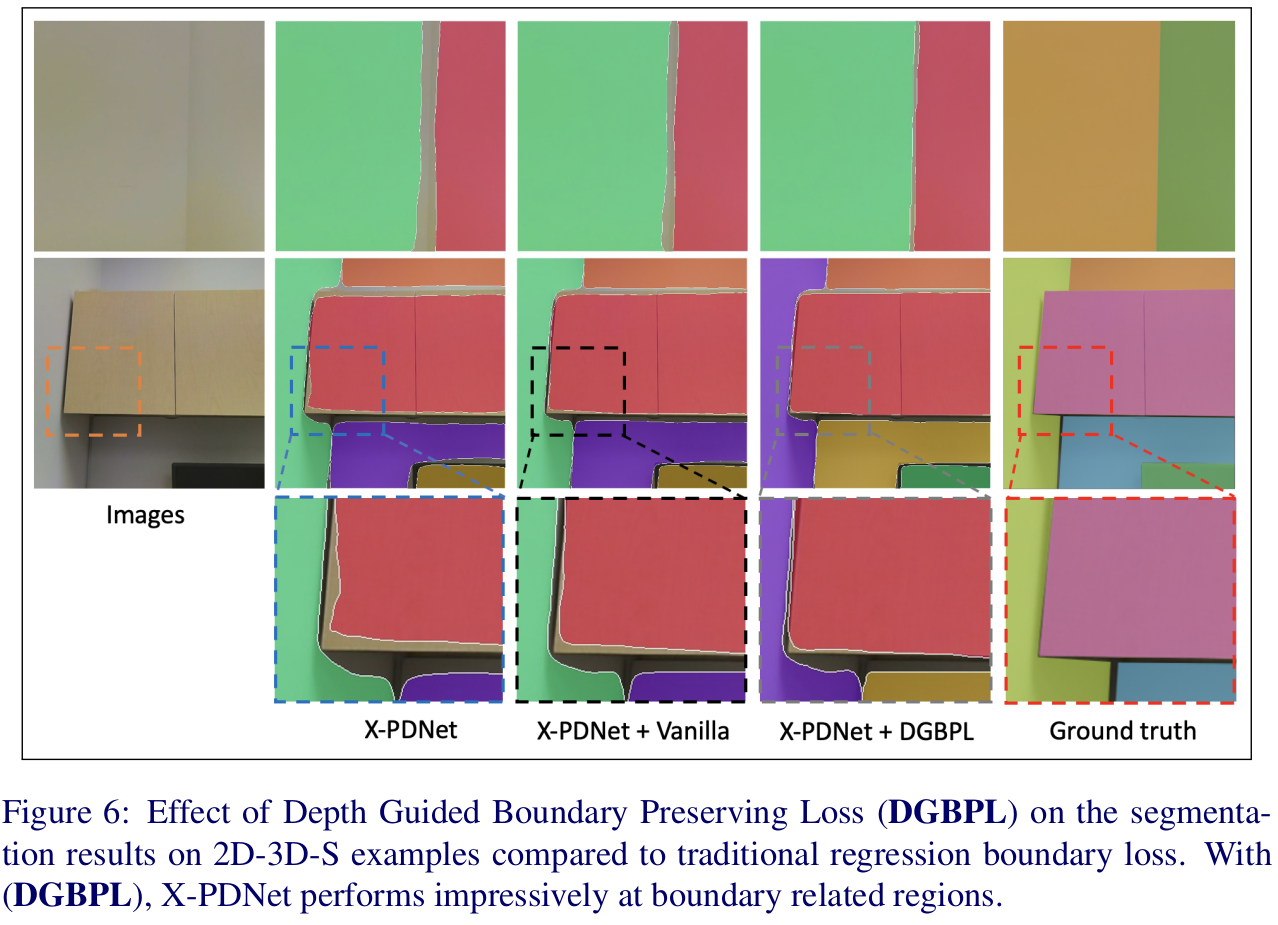 Images
X-PDNet
X-PDNet + Vanilla
X-PDNet + DGBPL
Ground truth
Figure 6: Effect of Depth Guided Boundary Preserving Loss (DGBPL) on the segmenta-
tion results on 2D-3D-S examples compared to traditional regression boundary loss. With
(DGBPL), X-PDNet performs impressively at boundary related regions.